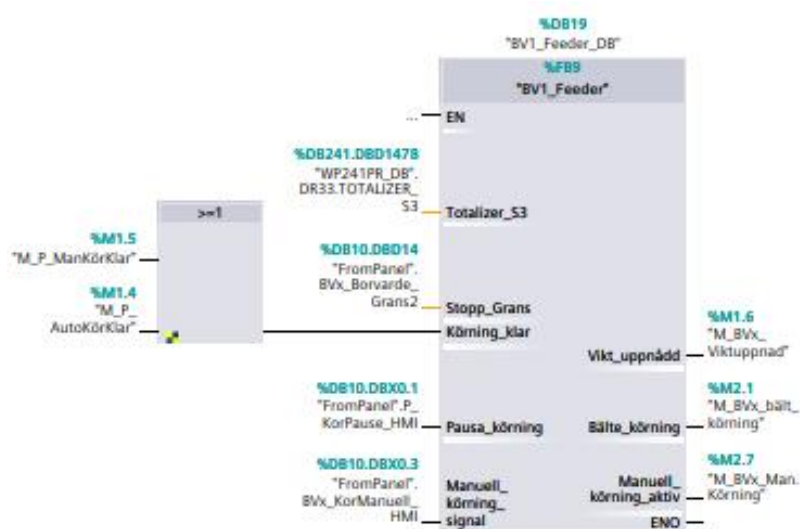 %DB19
"BV1_Feeder_DB"
%FB9
"BV1_Feeder"
... EN
%DB241.DBD1478
"WP241PR_DB".
DR33.TOTALIZER_
S3
Totalizer_S3
>=1
%M1.5
"M_P_ManKörKlar"
%M1.4
"M_P_
AutoKörKlar"
%DB10.DBD14
"FromPanel".
BVx_Borvarde_
Grans2
Stopp_Grans
Körning_klar
%M1.6
"M_BVx_
Viktuppnad"
Vikt_uppnådd
%DB10.DBX0.1
"FromPanel".P_
KorPause_HMI
Pausa_körning
%M2.1
"M_BVx_bält_
körning"
Bälte_körning
%DB10.DBX0.3
"FromPanel".
BVx_KorManuell_
HMI
Manuell_
körning_
signal
%M2.7
"M_BVx_Man.
Körning"
Manuell_
körning_aktiv
ENO